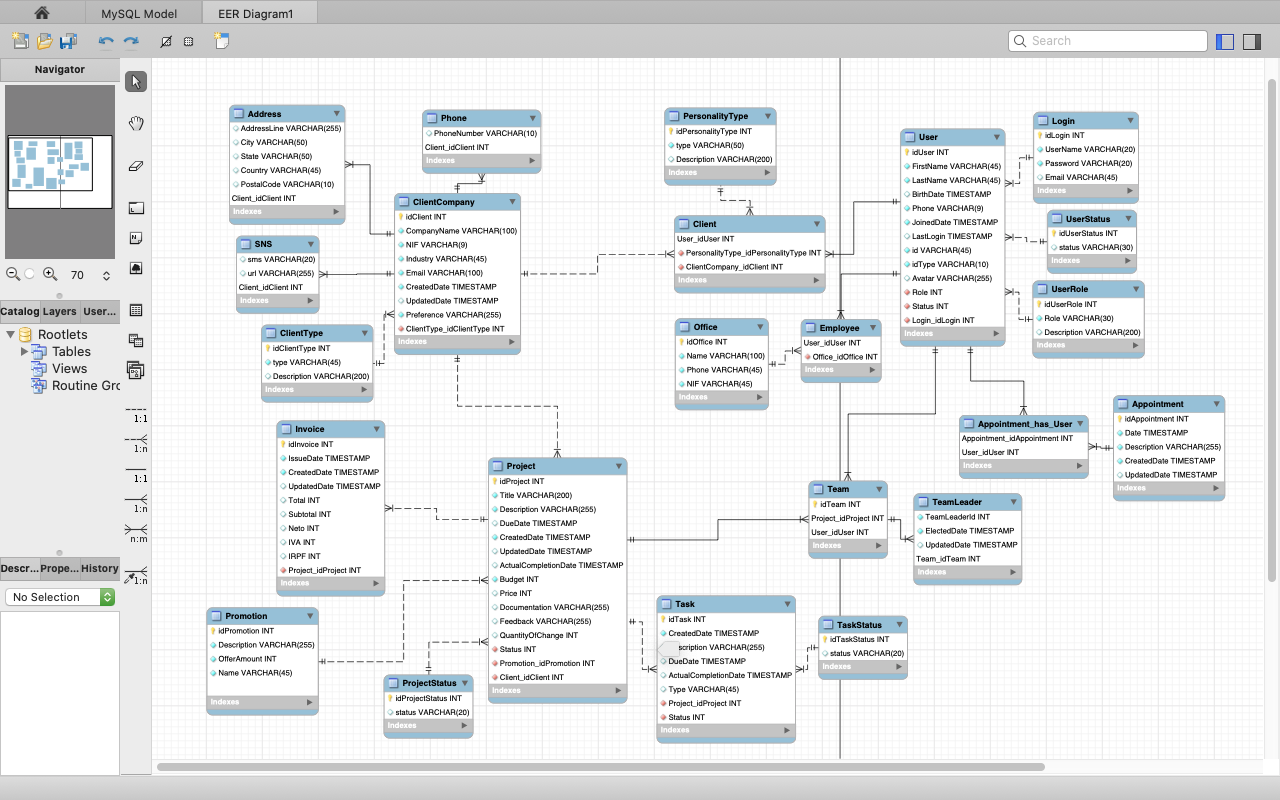 MySQL Model
EER Diagram1
Search
Navigator
70
Catalog
Layers
User...
Rootlets
Tables
Views
Routine Grc
Descr...
Prope...
History
No Selection
1:1
1:n
1:1
1:n
n:m
1:n
Address
AddressLine VARCHAR(255)
City VARCHAR(50)
State VARCHAR(50)
Country VARCHAR(45)
PostalCode VARCHAR(10)
Client_idClient INT
Indexes
Phone
PhoneNumber VARCHAR(10)
Client_idClient INT
Indexes
PersonalityType
idPersonalityType INT
type VARCHAR(50)
Description VARCHAR(200)
Indexes
User
idUser INT
FirstName VARCHAR(45)
LastName VARCHAR(45)
BirthDate TIMESTAMP
Phone VARCHAR(9)
JoinedDate TIMESTAMP
LastLogin TIMESTAMP
id VARCHAR(45)
idType VARCHAR(10)
Avatar VARCHAR(255)
Role INT
Status INT
Login_idLogin INT
Indexes
Login
idLogin INT
UserName VARCHAR(20)
Password VARCHAR(20)
Email VARCHAR(45)
Indexes
SNS
sms VARCHAR(20)
url VARCHAR(255)
Client_idClient INT
Indexes
ClientCompany
idClient INT
CompanyName VARCHAR(100)
NIF VARCHAR(9)
Industry VARCHAR(45)
Email VARCHAR(100)
CreatedDate TIMESTAMP
UpdatedDate TIMESTAMP
Preference VARCHAR(255)
ClientType_idClientType INT
Indexes
Client
User_idUser INT
PersonalityType_idPersonalityType INT
ClientCompany_idClient INT
Indexes
UserStatus
idUserStatus INT
status VARCHAR(30)
Indexes
UserRole
idUserRole INT
Role VARCHAR(30)
Description VARCHAR(200)
Indexes
ClientType
idClientType INT
type VARCHAR(45)
Description VARCHAR(200)
Indexes
Office
idOffice INT
Name VARCHAR(100)
Phone VARCHAR(45)
NIF VARCHAR(45)
Indexes
Employee
User_idUser INT
Office_idOffice INT
Indexes
Appointment_has_User
Appointment_idAppointment INT
User_idUser INT
Indexes
Appointment
idAppointment INT
Date TIMESTAMP
Description VARCHAR(255)
CreatedDate TIMESTAMP
UpdatedDate TIMESTAMP
Indexes
Invoice
idInvoice INT
IssueDate TIMESTAMP
CreatedDate TIMESTAMP
UpdatedDate TIMESTAMP
Total INT
Subtotal INT
Neto INT
IVA INT
IRPF INT
Project_idProject INT
Indexes
Project
idProject INT
Title VARCHAR(200)
Description VARCHAR(255)
DueDate TIMESTAMP
CreatedDate TIMESTAMP
UpdatedDate TIMESTAMP
ActualCompletionDate TIMESTAMP
Budget INT
Price INT
Documentation VARCHAR(255)
Feedback VARCHAR(255)
QuantityOfChange INT
Status INT
Promotion_idPromotion INT
Client_idClient INT
Indexes
Team
idTeam INT
Project_idProject INT
User_idUser INT
Indexes
TeamLeader
TeamLeaderId INT
ElectedDate TIMESTAMP
UpdatedDate TIMESTAMP
Team_idTeam INT
Indexes
Promotion
idPromotion INT
Description VARCHAR(255)
OfferAmount INT
Name VARCHAR(45)
Indexes
ProjectStatus
idProjectStatus INT
status VARCHAR(20)
Indexes
Task
idTask INT
CreatedDate TIMESTAMP
scription VARCHAR(255)
DueDate TIMESTAMP
ActualCompletionDate TIMESTAMP
Type VARCHAR(45)
Project_idProject INT
Status INT
Indexes
TaskStatus
idTaskStatus INT
status VARCHAR(20)
Indexes